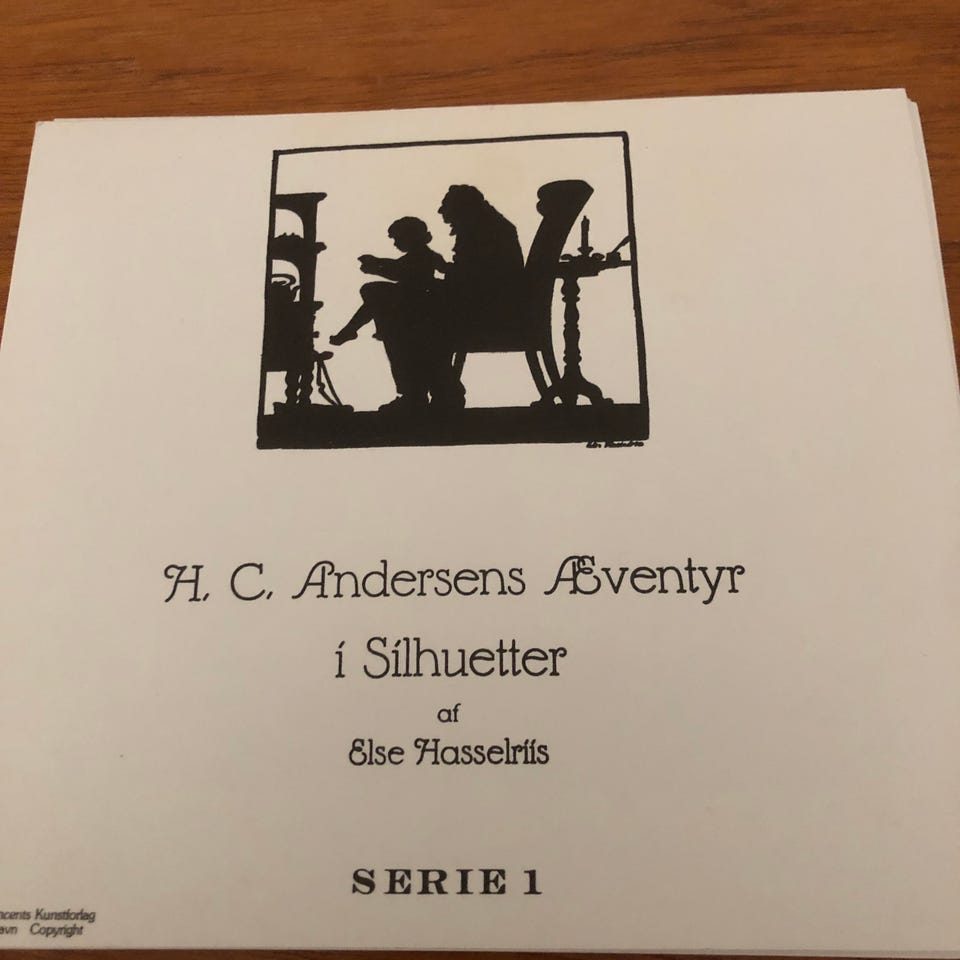 H. C. Andersens Æventyr
i Silhuetter
af
Else Hasselriis
SERIE 1
Kunstforlag
Copyright